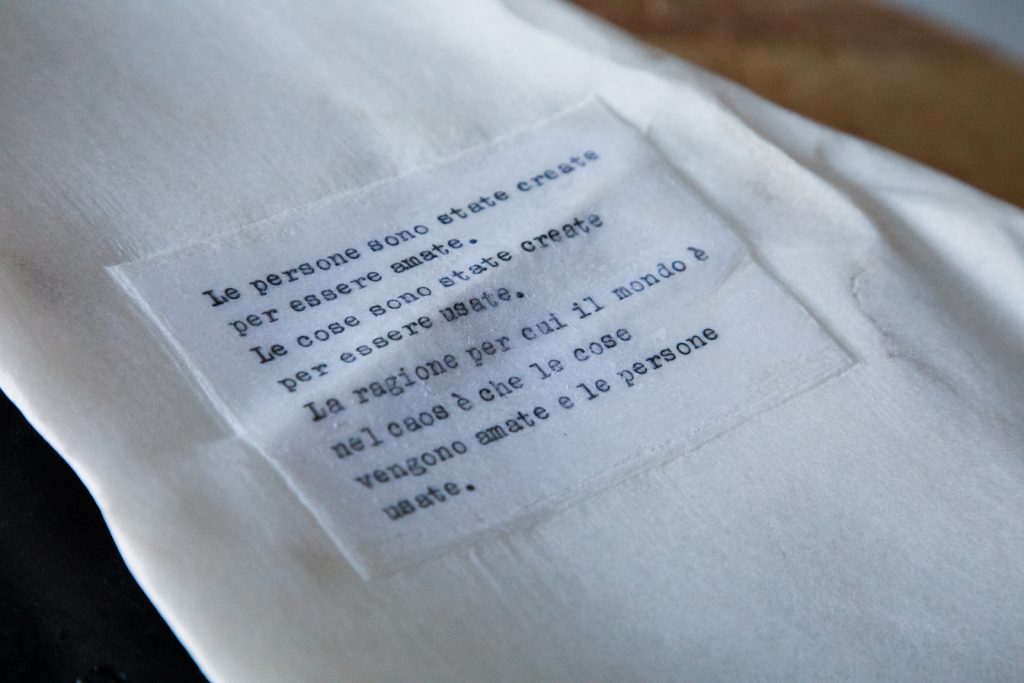 Le persone sono state create
per essere amate.
Le cose sono state create
per essere usate.
La ragione per cui il mondo è
nel caos è che le cose
vengono amate e le persone
usate.